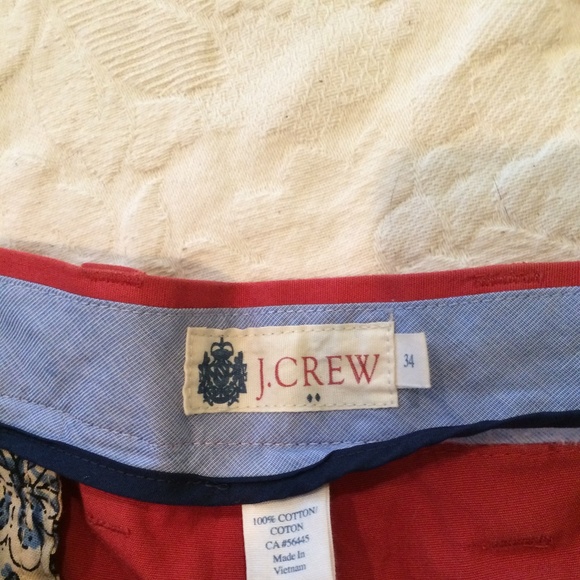 J.CREW
34
100% COTTON/
COTON
CA #56445
Made in
Vietnam